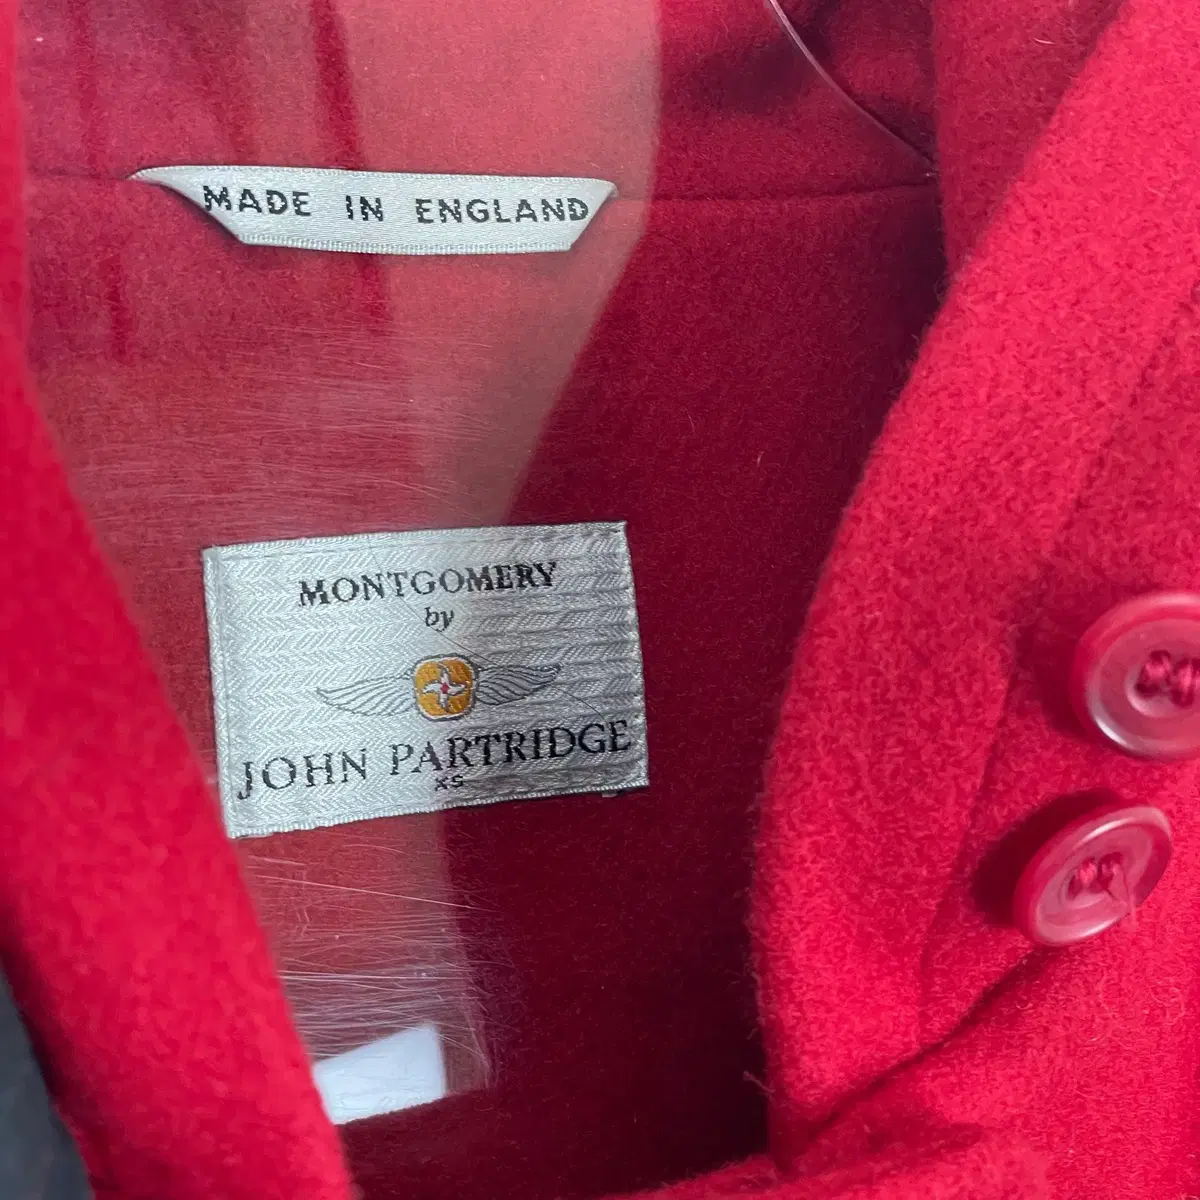 MADE IN ENGLAND
MONTGOMERY
by
JOHN PARTRIDGE
XS